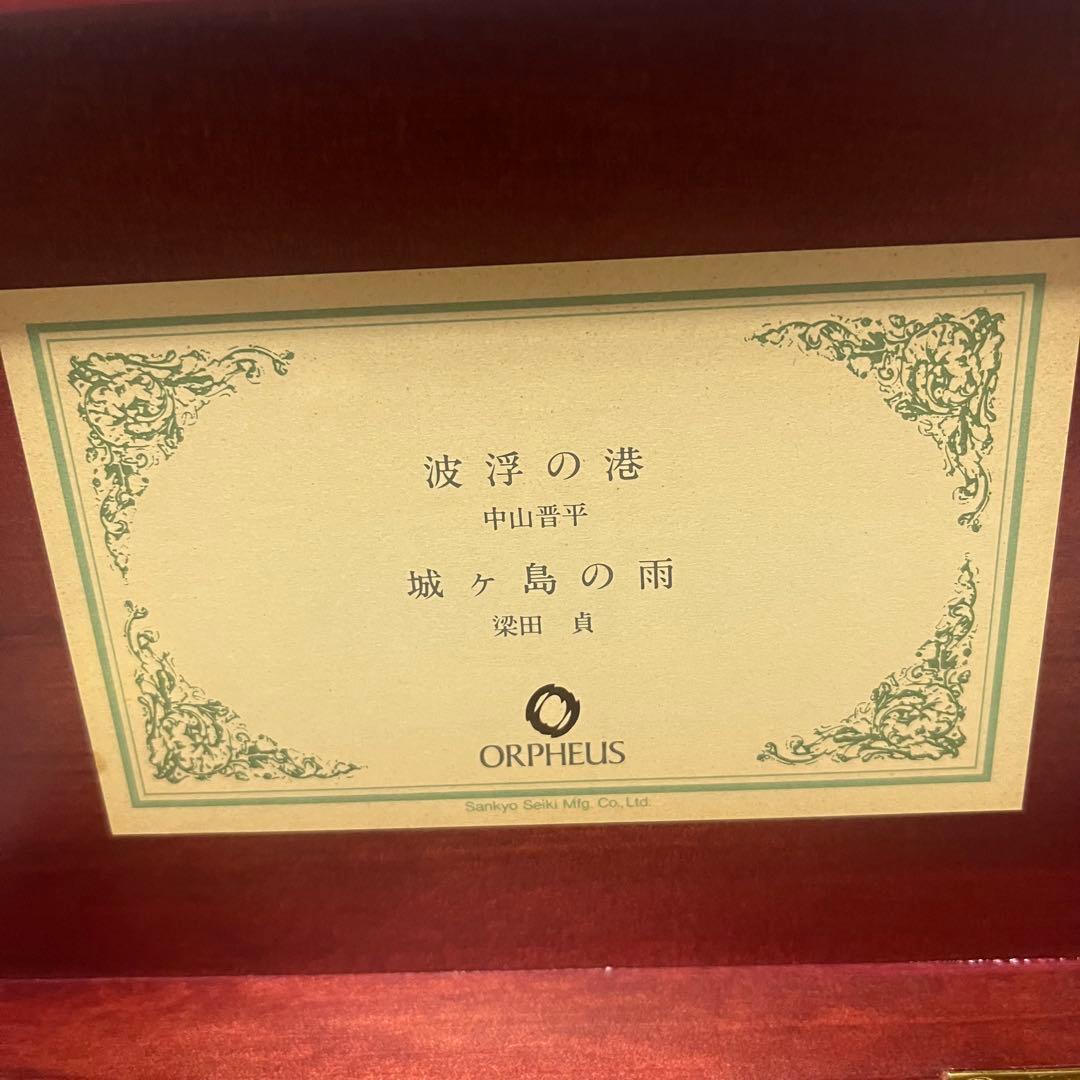 波浮の港
中山晋平
城ヶ島の雨
梁田 貞
ORPHEUS
Sankyo Seiki Mfg. Co., Ltd.